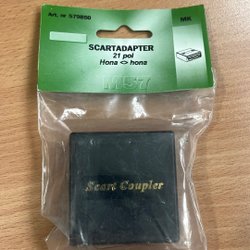 Art. nr 579850
MK
SCARTADAPTER
21 pol
Hona <> hona
Scart Coupler